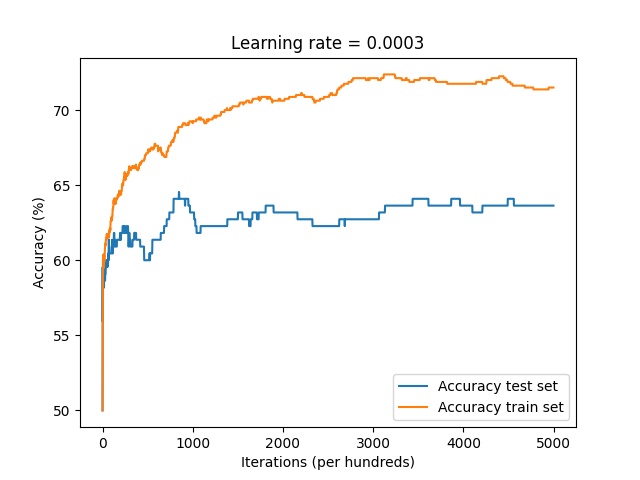 Learning rate = 0.0003
Accuracy (%)
70
65
60
55
50
0 1000 2000 3000 4000 5000
Iterations (per hundreds)
Accuracy test set
Accuracy train set